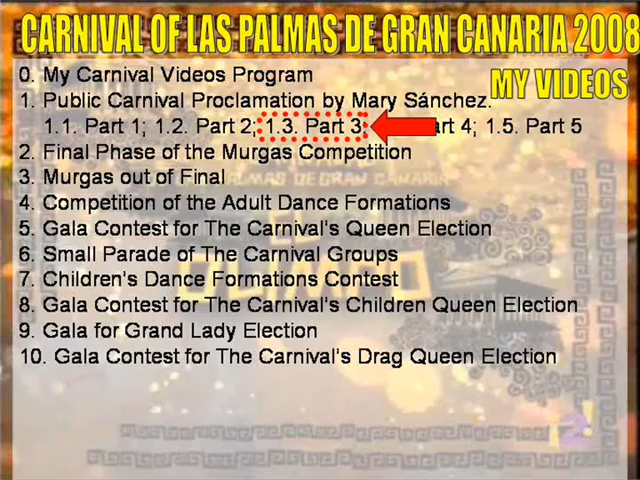 CARNIVAL OF LAS PALMAS DE GRAN CANARIA 2008
MY VIDEOS
0. My Carnival Videos Program
1. Public Carnival Proclamation by Mary Sánchez.
1.1. Part 1; 1.2. Part 2; 1.3. Part 3; art 4; 1.5. Part 5
2. Final Phase of the Murgas Competition
3. Murgas out of Final
4. Competition of the Adult Dance Formations
5. Gala Contest for The Carnival's Queen Election
6. Small Parade of The Carnival Groups
7. Children's Dance Formations Contest
8. Gala Contest for The Carnival's Children Queen Election
9. Gala for Grand Lady Election
10. Gala Contest for The Carnival's Drag Queen Election
PALMAS DE GRAN CANARIA
2